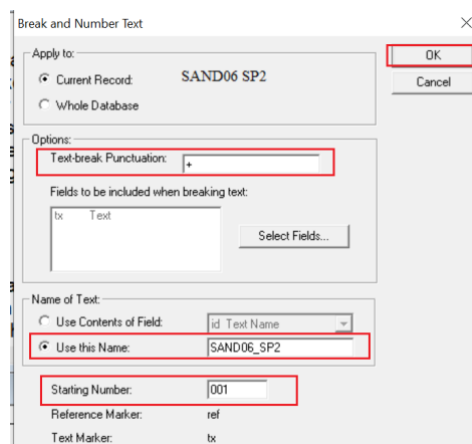 Break and Number Text
Apply to:
OK
Current Record: SAND06 SP2
Cancel
Whole Database
Options:
Text-break Punctuation: +
Fields to be included when breaking text:
tx Text
Select Fields...
Name of Text:
Use Contents of Field: id Text Name
Use this Name: SAND06_SP2
Starting Number: 001
Reference Marker: ref
Text Marker: tx